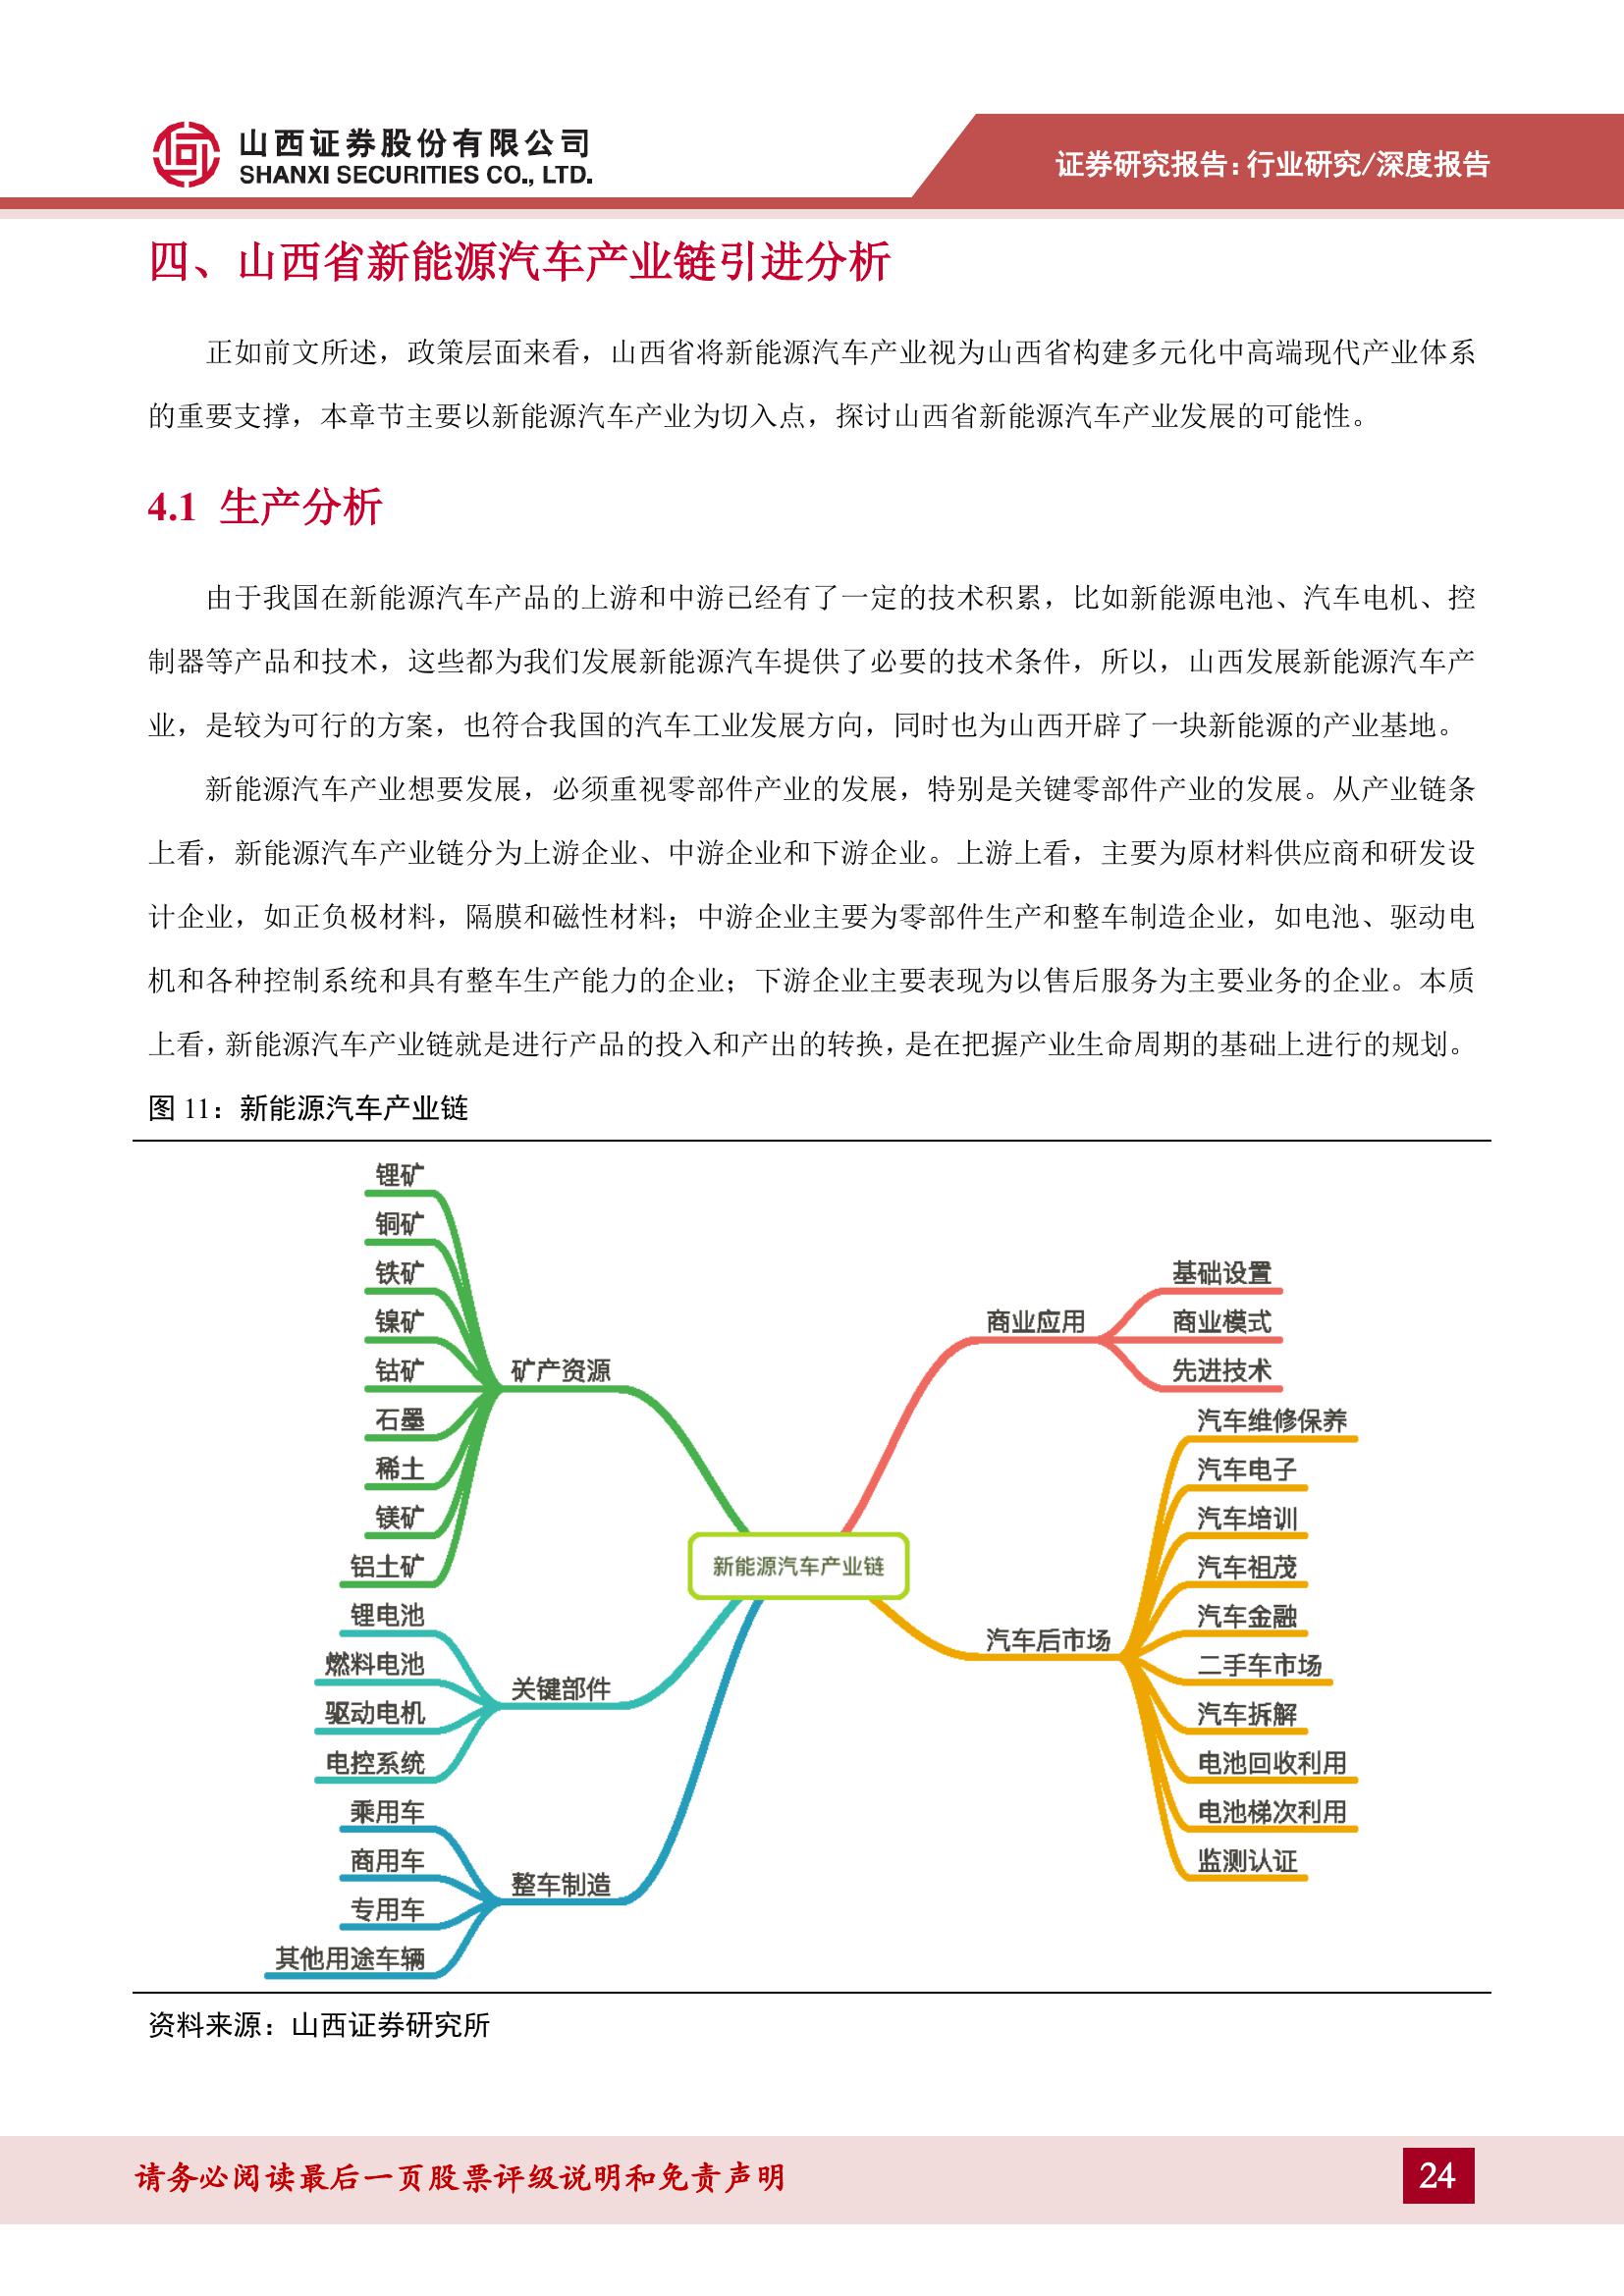 山西证券股份有限公司
SHANXI SECURITIES CO., LTD.
证券研究报告：行业研究/深度报告
四、山西省新能源汽车产业链引进分析
正如前文所述，政策层面来看，山西省将新能源汽车产业视为山西省构建多元化中高端现代产业体系
的重要支撑，本章节主要以新能源汽车产业为切入点，探讨山西省新能源汽车产业发展的可能性。
4.1 生产分析
由于我国在新能源汽车产品的上游和中游已经有了一定的技术积累，比如新能源电池、汽车电机、控
制器等产品和技术，这些都为我们发展新能源汽车提供了必要的技术条件，所以，山西发展新能源汽车产
业，是较为可行的方案，也符合我国的汽车工业发展方向，同时也为山西开辟了一块新能源的产业基地。
新能源汽车产业想要发展，必须重视零部件产业的发展，特别是关键零部件产业的发展。从产业链条
上看，新能源汽车产业链分为上游企业、中游企业和下游企业。上游上看，主要为原材料供应商和研发设
计企业，如正负极材料，隔膜和磁性材料；中游企业主要为零部件生产和整车制造企业，如电池、驱动电
机和各种控制系统和具有整车生产能力的企业；下游企业主要表现为以售后服务为主要业务的企业。本质
上看，新能源汽车产业链就是进行产品的投入和产出的转换，是在把握产业生命周期的基础上进行的规划。
图 11：新能源汽车产业链
锂矿
铜矿
铁矿
镍矿
钴矿
石墨
稀土
镁矿
铝土矿
矿产资源
锂电池
燃料电池
驱动电机
电控系统
关键部件
乘用车
商用车
专用车
其他用途车辆
整车制造
新能源汽车产业链
商业应用
基础设置
商业模式
先进技术
汽车后市场
汽车维修保养
汽车电子
汽车培训
汽车祖茂
汽车金融
二手车市场
汽车拆解
电池回收利用
电池梯次利用
监测认证
资料来源：山西证券研究所
请务必阅读最后一页股票评级说明和免责声明
24